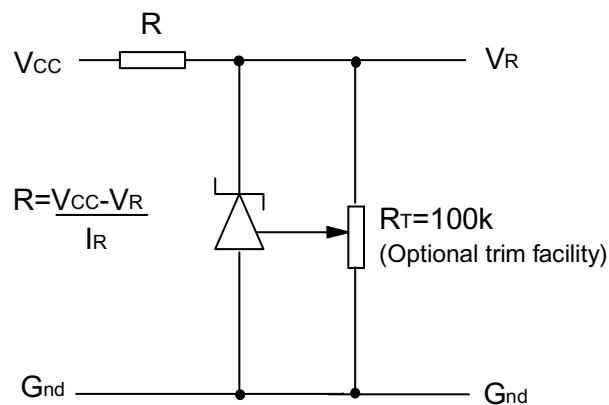 R
VCC
VR
R=VCC-VR
IR
RT=100k
(Optional trim facility)
Gnd
Gnd